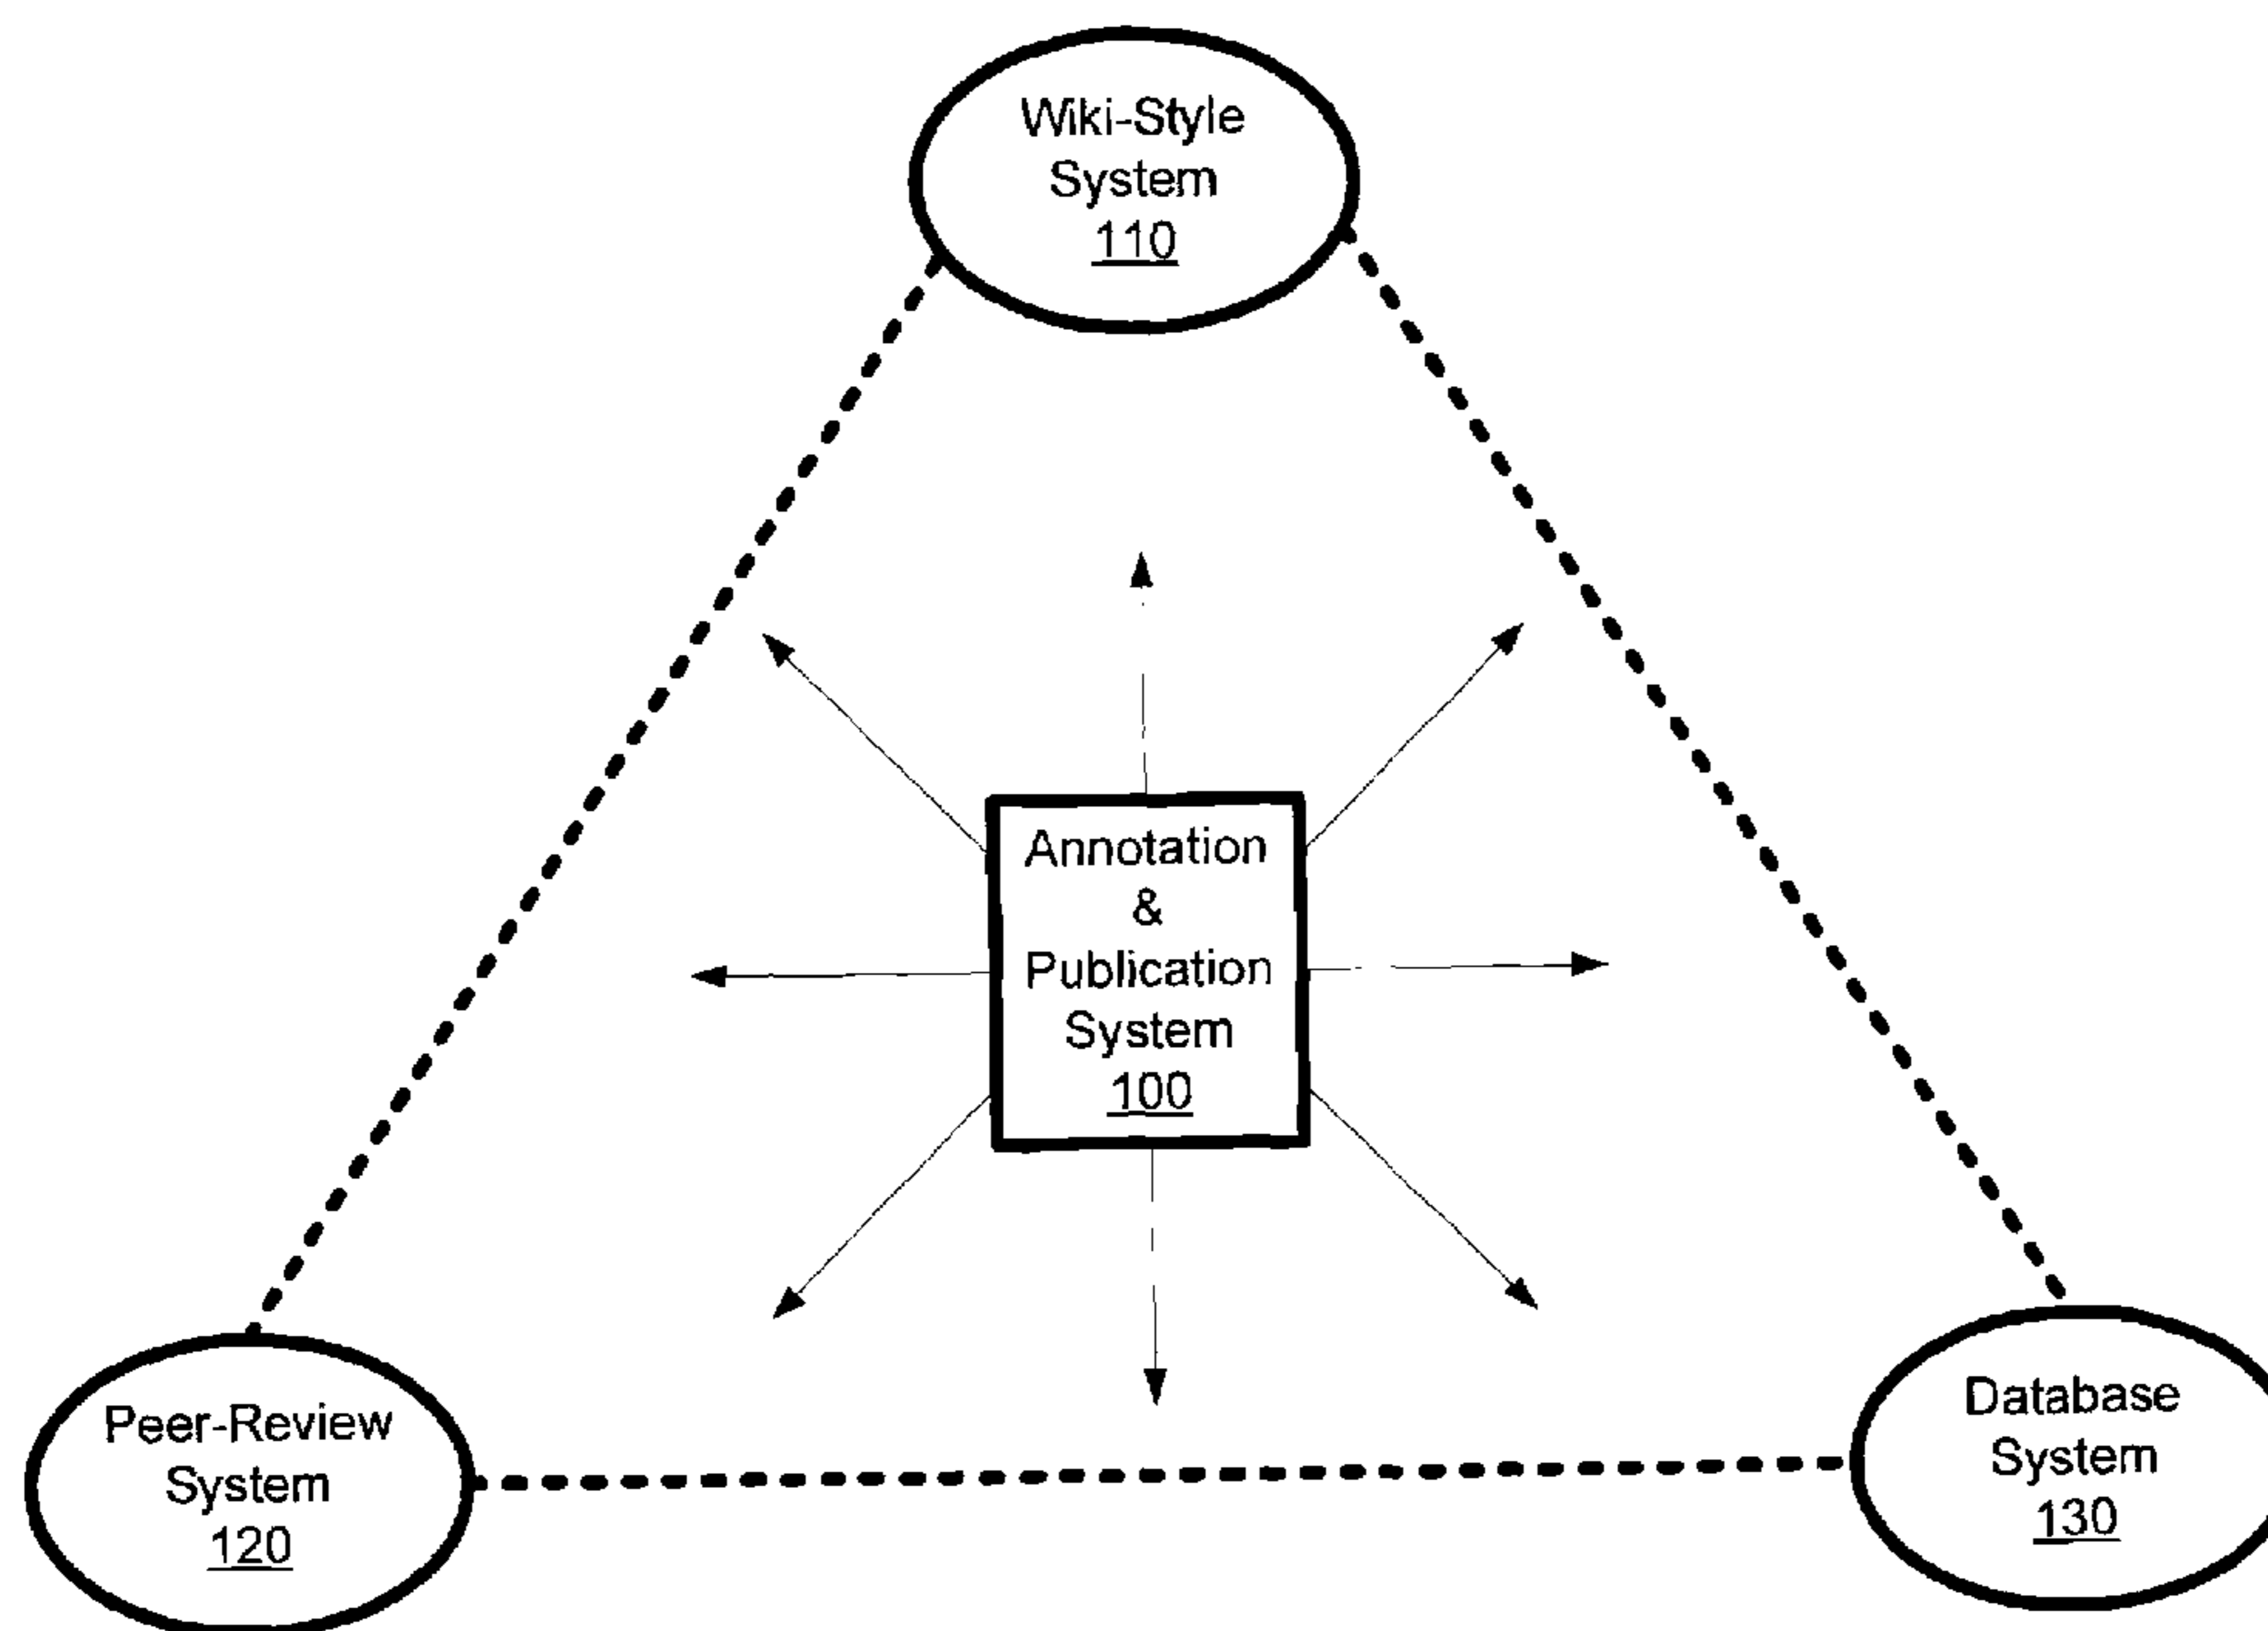 Wiki-Style
System
110
Annotation
&
Publication
System
100
Peer-Review
System
120
Database
System
130